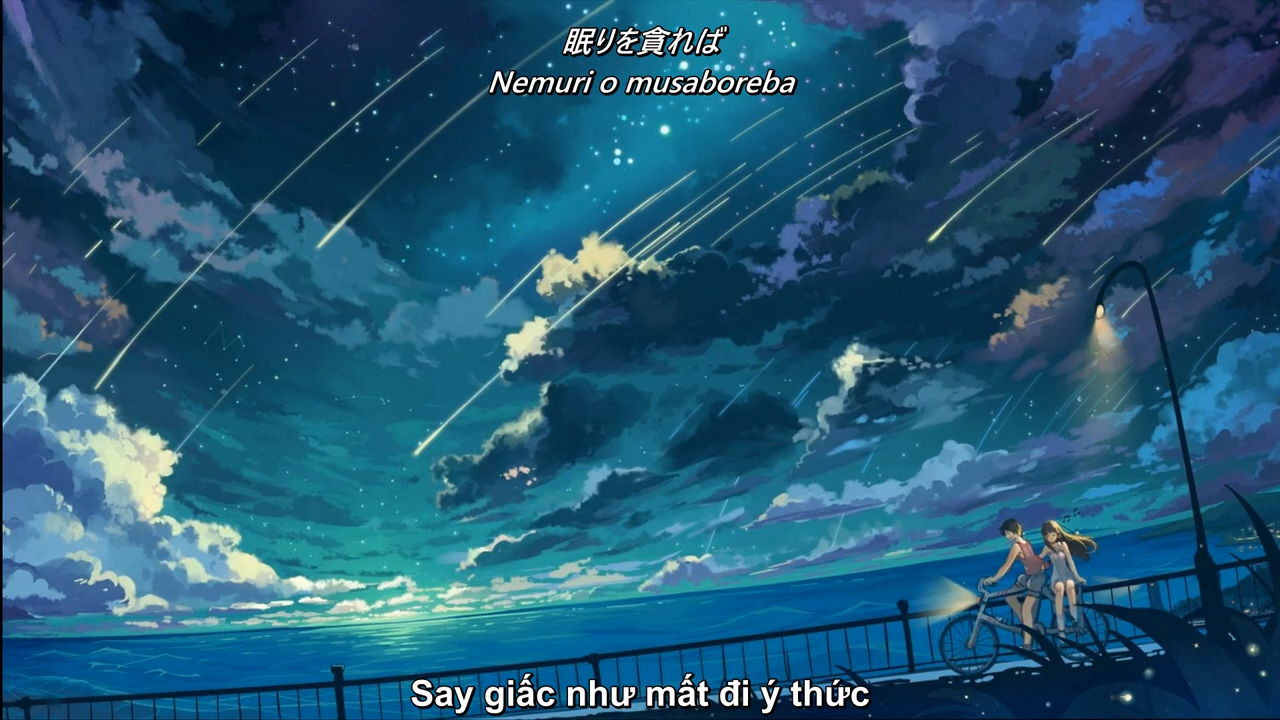 眠りを貪れば
Nemuri o musaboreba
Say giấc như mất đi ý thức